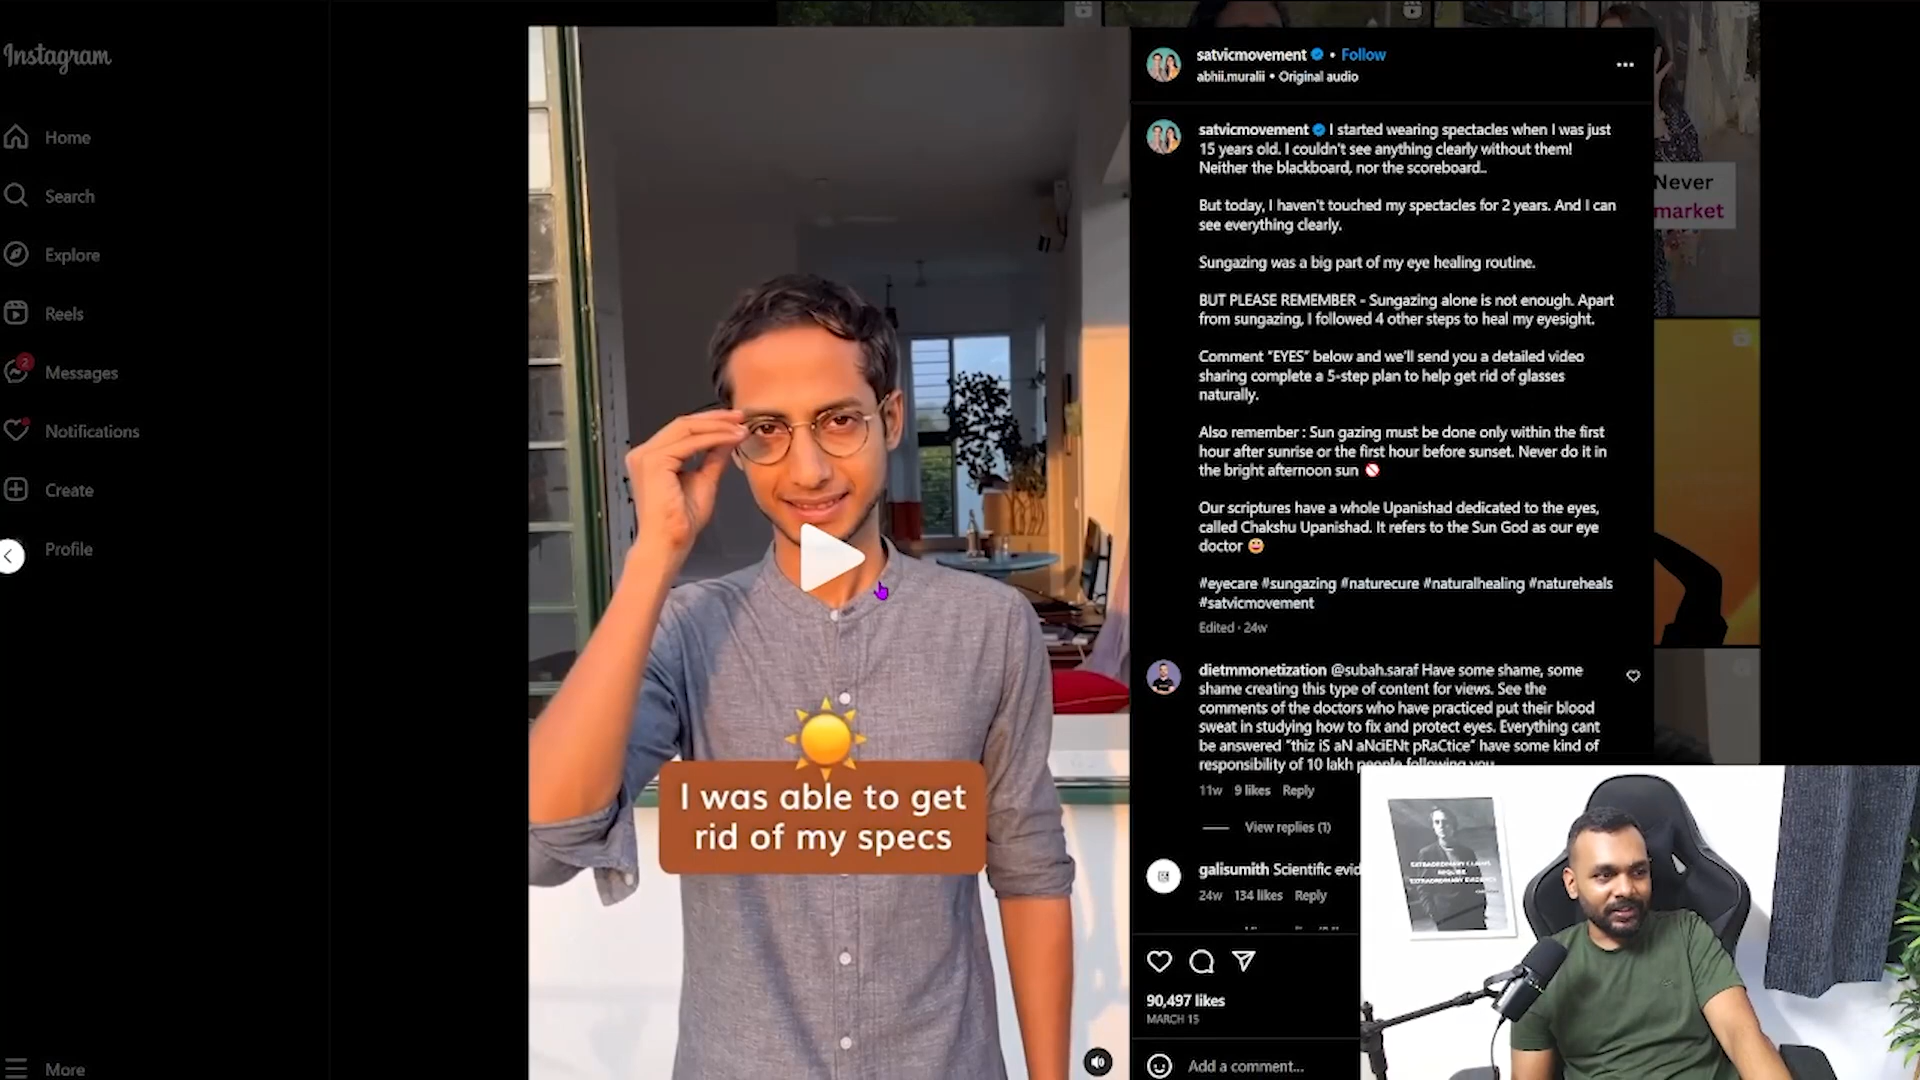 Instagram
Home
Search
Explore
Reels
2
Messages
Notifications
Create
Profile
More
I was able to get
rid of my specs
satvicmovement • Follow
abhii.muralii • Original audio
satvicmovement I started wearing spectacles when I was just
15 years old. I couldn't see anything clearly without them!
Neither the blackboard, nor the scoreboard..
But today, I haven't touched my spectacles for 2 years. And I can
see everything clearly.
Sungazing was a big part of my eye healing routine.
BUT PLEASE REMEMBER - Sungazing alone is not enough. Apart
from sungazing, I followed 4 other steps to heal my eyesight.
Comment "EYES" below and we'll send you a detailed video
sharing complete a 5-step plan to help get rid of glasses
naturally.
Also remember : Sun gazing must be done only within the first
hour after sunrise or the first hour before sunset. Never do it in
the bright afternoon sun
Our scriptures have a whole Upanishad dedicated to the eyes,
called Chakshu Upanishad. It refers to the Sun God as our eye
doctor
#eyecare #sungazing #naturecure #naturalhealing #natureheals
#satvicmovement
Edited · 24w
dietmmonetization @subah.saraf Have some shame, some
shame creating this type of content for views. See the
comments of the doctors who have practiced put their blood
sweat in studying how to fix and protect eyes. Everything cant
be answered "thiz iS aN aNciENt pRaCtice" have some kind of
responsibility of 10 lakh people following you
11w 9 likes Reply
View replies (1)
galisumith Scientific evid
24w 134 likes Reply
90,497 likes
MARCH 15
Add a comment...
Never
market
EXTRAORDINARY CLAIMS
REQUIRE
EXTRAORDINARY EVIDENCE